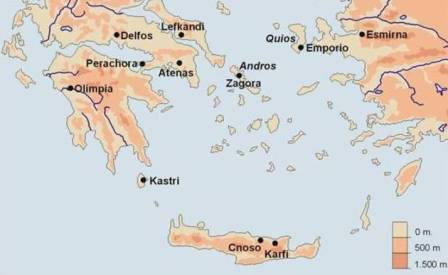 Lefkandi
Delfos
Quios
Emporio
Esmirna
Perachora
Atenas
Andros
Zagora
Olimpia
Kastri
Cnoso
Karfi
0 m.
500 m
1.500 m